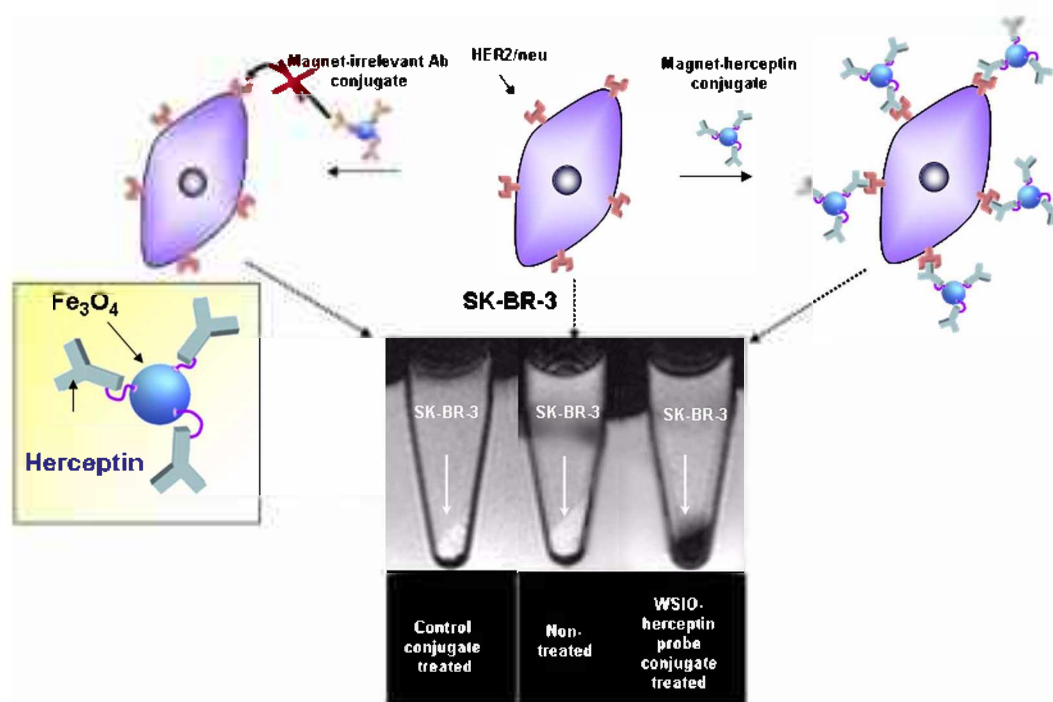 Magnet-irrelevant Ab
conjugate
HER2/neu
Magnet-herceptin
conjugate
SK-BR-3
Fe₃O₄
Herceptin
SK-BR-3
SK-BR-3
SK-BR-3
Control
conjugate
treated
Non-
treated
WSIO-
herceptin
probe
conjugate
treated